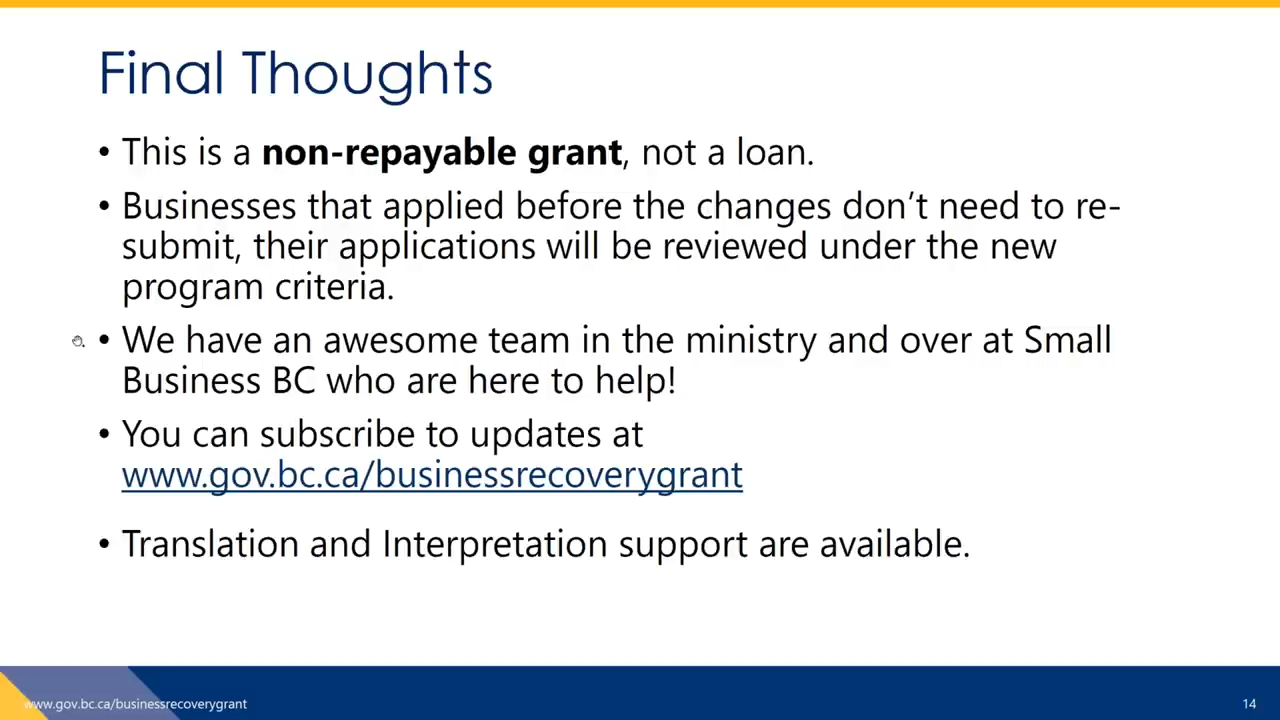 Final Thoughts
• This is a non-repayable grant, not a loan.
• Businesses that applied before the changes don’t need to re-
submit, their applications will be reviewed under the new
program criteria.
• We have an awesome team in the ministry and over at Small
Business BC who are here to help!
• You can subscribe to updates at
www.gov.bc.ca/businessrecoverygrant
• Translation and Interpretation support are available.
www.gov.bc.ca/businessrecoverygrant
14